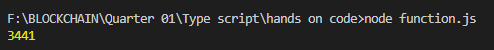 F:\BLOCKCHAIN\Quarter 01\Type script\hands on code>node function.js
3441